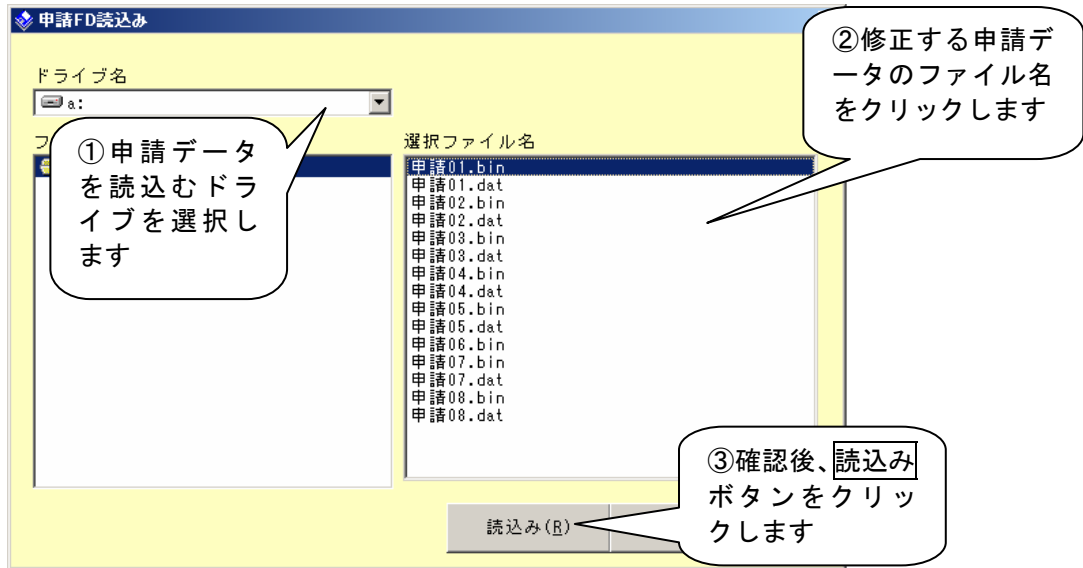 申請FD読込み
ドライブ名
a:
フ
①申請データ
を読込むドラ
イブを選択し
ます
選択ファイル名
申請01.bin
申請01.dat
申請02.bin
申請02.dat
申請03.bin
申請03.dat
申請04.bin
申請04.dat
申請05.bin
申請05.dat
申請06.bin
申請07.bin
申請07.dat
申請08.bin
申請08.dat
②修正する申請デ
ータのファイル名
をクリックします
③確認後、読込み
ボタンをクリッ
クします
読込み(R)